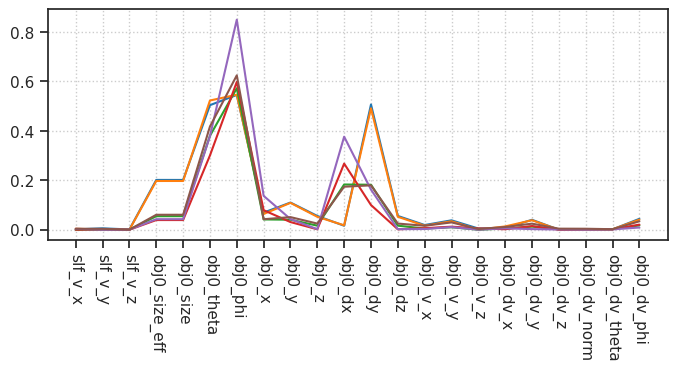 0.8
0.6
0.4
0.2
0.0
slf_v_x
slf_v_y
slf_v_z
obj0_size_eff
obj0_size
obj0_theta
obj0_phi
obj0_x
obj0_y
obj0_z
obj0_dx
obj0_dy
obj0_dz
obj0_v_x
obj0_v_y
obj0_v_z
obj0_dv_x
obj0_dv_y
obj0_dv_z
obj0_dv_norm
obj0_dv_theta
obj0_dv_phi